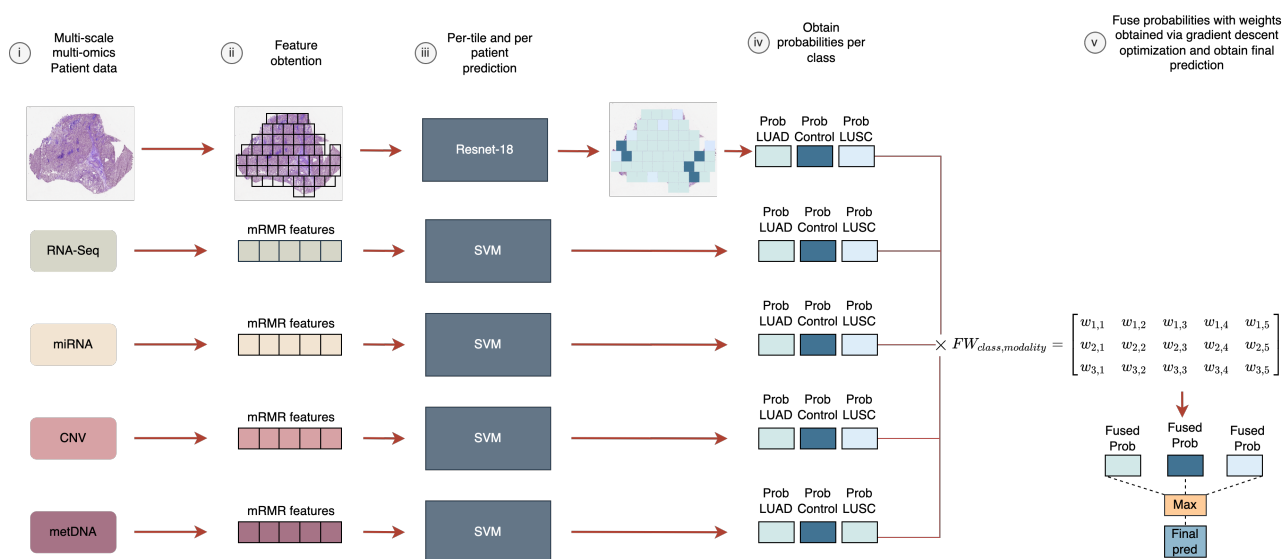 i
Multi-scale
multi-omics
Patient data
ii
Feature
obtention
iii
Per-tile and per
patient
prediction
iv
Obtain
probabilities per
class
v
Fuse probabilities with weights
obtained via gradient descent
optimization and obtain final
prediction
Resnet-18
Prob Prob Prob
LUAD Control LUSC
RNA-Seq
mRMR features
SVM
Prob Prob Prob
LUAD Control LUSC
miRNA
mRMR features
SVM
Prob Prob Prob
LUAD Control LUSC
CNV
mRMR features
SVM
Prob Prob Prob
LUAD Control LUSC
metDNA
mRMR features
SVM
Prob Prob Prob
LUAD Control LUSC
× FW_{class,modality} =
w_{1,1} w_{1,2} w_{1,3} w_{1,4} w_{1,5}
w_{2,1} w_{2,2} w_{2,3} w_{2,4} w_{2,5}
w_{3,1} w_{3,2} w_{3,3} w_{3,4} w_{3,5}
Fused
Prob
Fused
Prob
Fused
Prob
Max
Final
pred